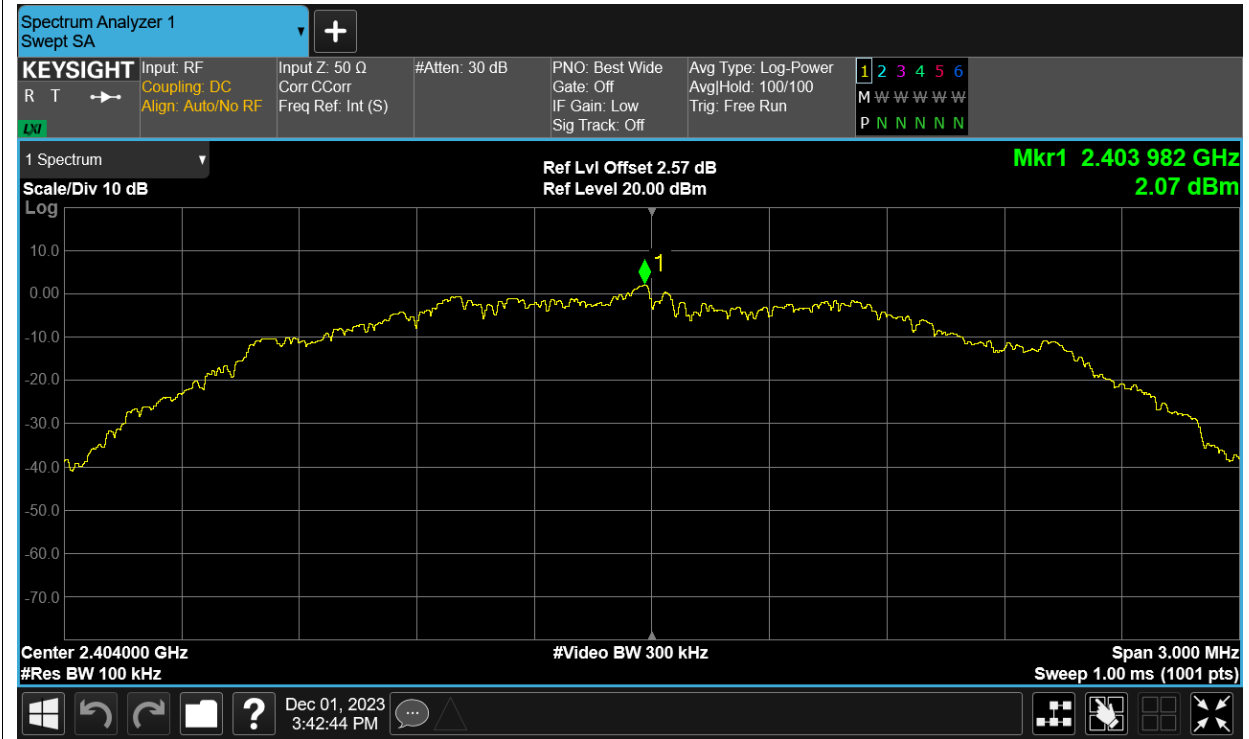 Spectrum Analyzer 1
Swept SA
KEYSIGHT
R T
LXI
Input: RF
Coupling: DC
Align: Auto/No RF
Input Z: 50 Ω
Corr CCorr
Freq Ref: Int (S)
#Atten: 30 dB
PNO: Best Wide
Gate: Off
IF Gain: Low
Sig Track: Off
Avg Type: Log-Power
Avg|Hold: 100/100
Trig: Free Run
1 2 3 4 5 6
M W W W W W
P N N N N N
1 Spectrum
Scale/Div 10 dB
Ref Lvl Offset 2.57 dB
Ref Level 20.00 dBm
Mkr1 2.403 982 GHz
2.07 dBm
Log
10.0
0.00
-10.0
-20.0
-30.0
-40.0
-50.0
-60.0
-70.0
1
Center 2.404000 GHz
#Video BW 300 kHz
Span 3.000 MHz
#Res BW 100 kHz
Sweep 1.00 ms (1001 pts)
?
Dec 01, 2023
3:42:44 PM